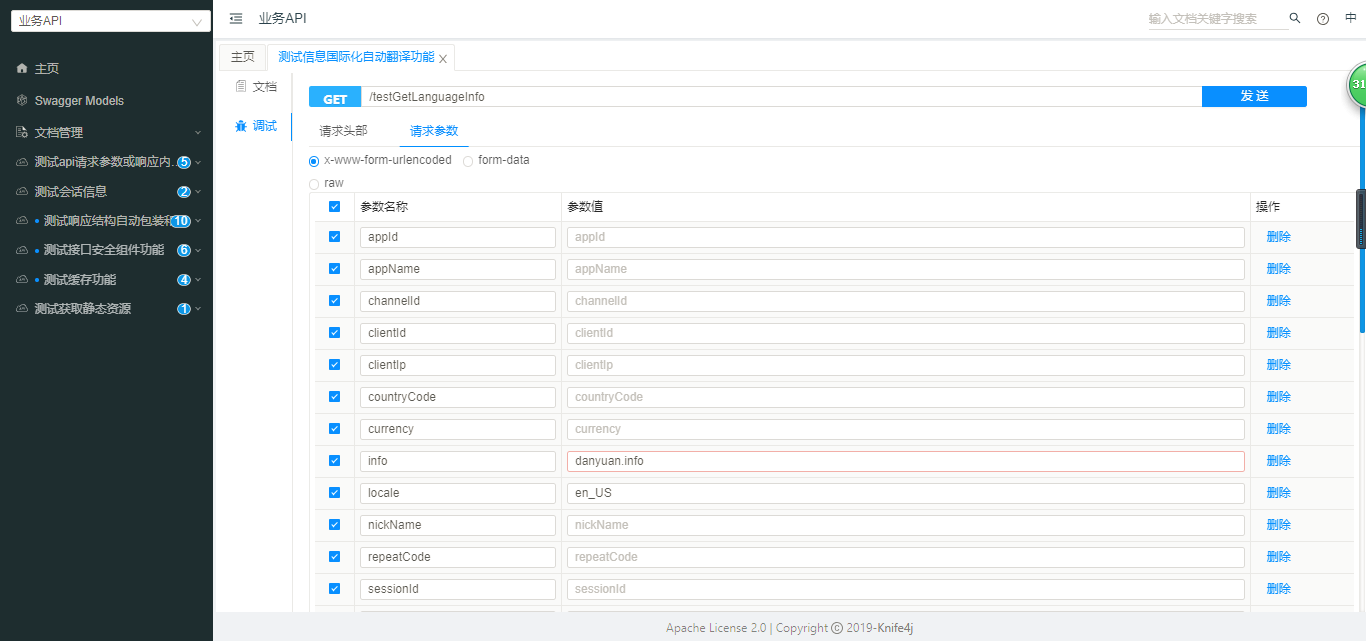 业务API
主页
Swagger Models
文档管理
测试api请求参数或响应内... 5
测试会话信息 2
测试响应结构自动包装和 10
测试接口安全组件功能 6
测试缓存功能 4
测试获取静态资源 1
业务API
输入文档关键字搜索 中
主页 测试信息国际化自动翻译功能
文档
调试
GET /testGetLanguageInfo 发 送
请求头部 请求参数
x-www-form-urlencoded form-data
raw
参数名称 参数值 操作
appId appId 删除
appName appName 删除
channelId channelId 删除
clientId clientId 删除
clientIp clientIp 删除
countryCode countryCode 删除
currency currency 删除
info danyuan.info 删除
locale en_US 删除
nickName nickName 删除
repeatCode repeatCode 删除
sessionId sessionId 删除
31
Apache License 2.0 | Copyright © 2019-Knife4j